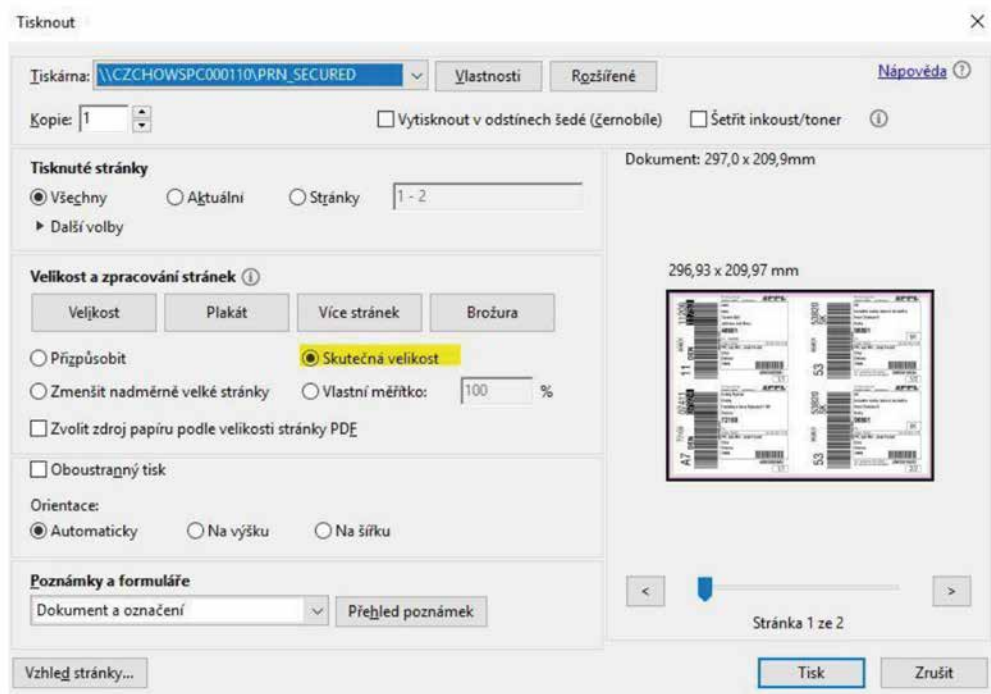 Tisknout
Tiskárna: \\CZCHOWSPC000110\PRN_SECURED Vlastnosti Rozšířené Nápověda
Kopie: 1 Vytisknout v odstínech šedé (černobíle) Šetřit inkoust/toner
Tisknuté stránky
Všechny Aktuální Stránky 1 - 2
Další volby
Velikost a zpracování stránek
Velikost Plakát Více stránek Brožura
Přizpůsobit Skutečná velikost
Zmenšit nadměrně velké stránky Vlastní měřítko: 100 %
Zvolit zdroj papíru podle velikosti stránky PDF
Oboustranný tisk
Orientace:
Automaticky Na výšku Na šířku
Poznámky a formuláře
Dokument a označení Přehled poznámek
Vzhled stránky...
Dokument: 297,0 x 209,9mm
296,93 x 209,97 mm
< >
Stránka 1 ze 2
Tisk Zrušit